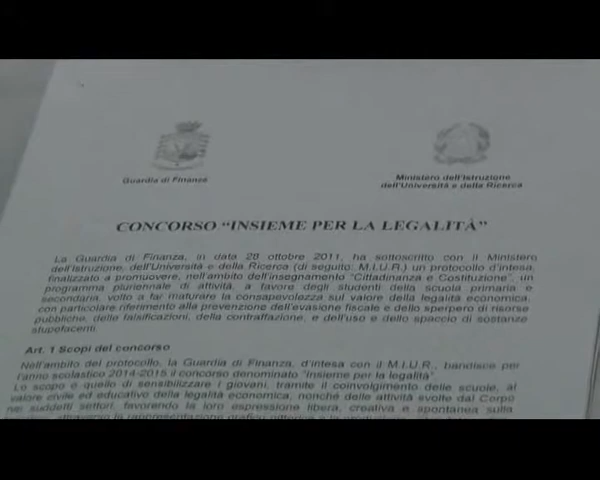 Guardia di Finanza
Ministero dell'Istruzione
dell'Università e della Ricerca
CONCORSO "INSIEME PER LA LEGALITÀ"
La Guardia di Finanza, in data 28 ottobre 2011, ha sottoscritto con il Ministero
dell'Istruzione, dell'Università e della Ricerca (di seguito: M.I.U.R.) un protocollo d'intesa,
finalizzato a promuovere, nell'ambito dell'insegnamento "Cittadinanza e Costituzione", un
programma pluriennale di attività, a favore degli studenti della scuola primaria e
secondaria, volto a far maturare la consapevolezza sul valore della legalità economica,
con particolare riferimento alla prevenzione dell'evasione fiscale e dello sperpero di risorse
pubbliche, delle falsificazioni, della contraffazione, e dell'uso e dello spaccio di sostanze
stupefacenti.
Art. 1 Scopi del concorso
Nell'ambito del protocollo, la Guardia di Finanza, d'intesa con il M.I.U.R., bandisce per
l'anno scolastico 2014-2015 il concorso denominato "Insieme per la legalità"
Lo scopo è quello di sensibilizzare i giovani, tramite il coinvolgimento delle scuole, al
valore civile ed educativo della legalità economica, nonché delle attività svolte dal Corpo
nei suddetti settori, favorendo la loro espressione libera, creativa e spontanea sulla
attraverso la rappresentazione grafico